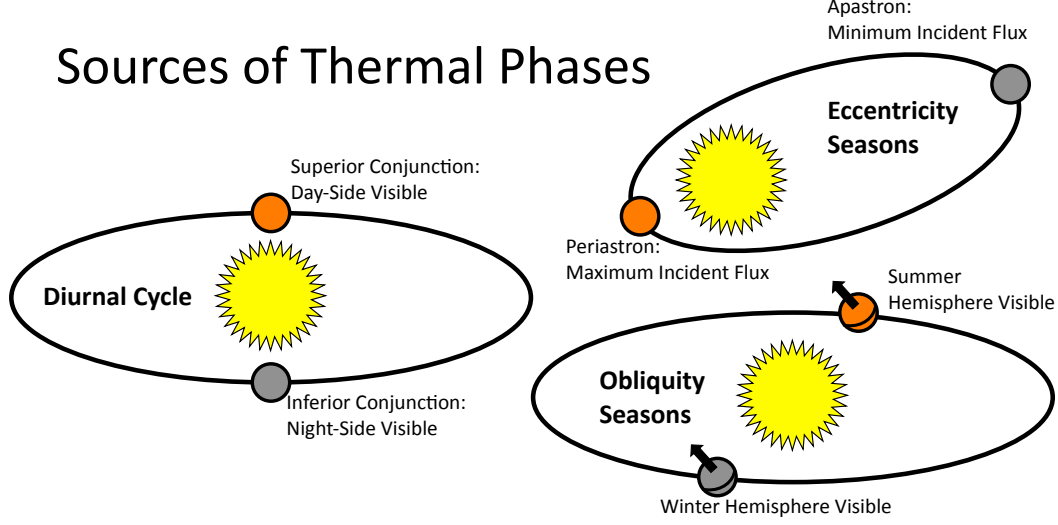 Sources of Thermal Phases
Apastron:
Minimum Incident Flux
Eccentricity
Seasons
Periastron:
Maximum Incident Flux
Superior Conjunction:
Day-Side Visible
Diurnal Cycle
Inferior Conjunction:
Night-Side Visible
Summer
Hemisphere Visible
Obliquity
Seasons
Winter Hemisphere Visible